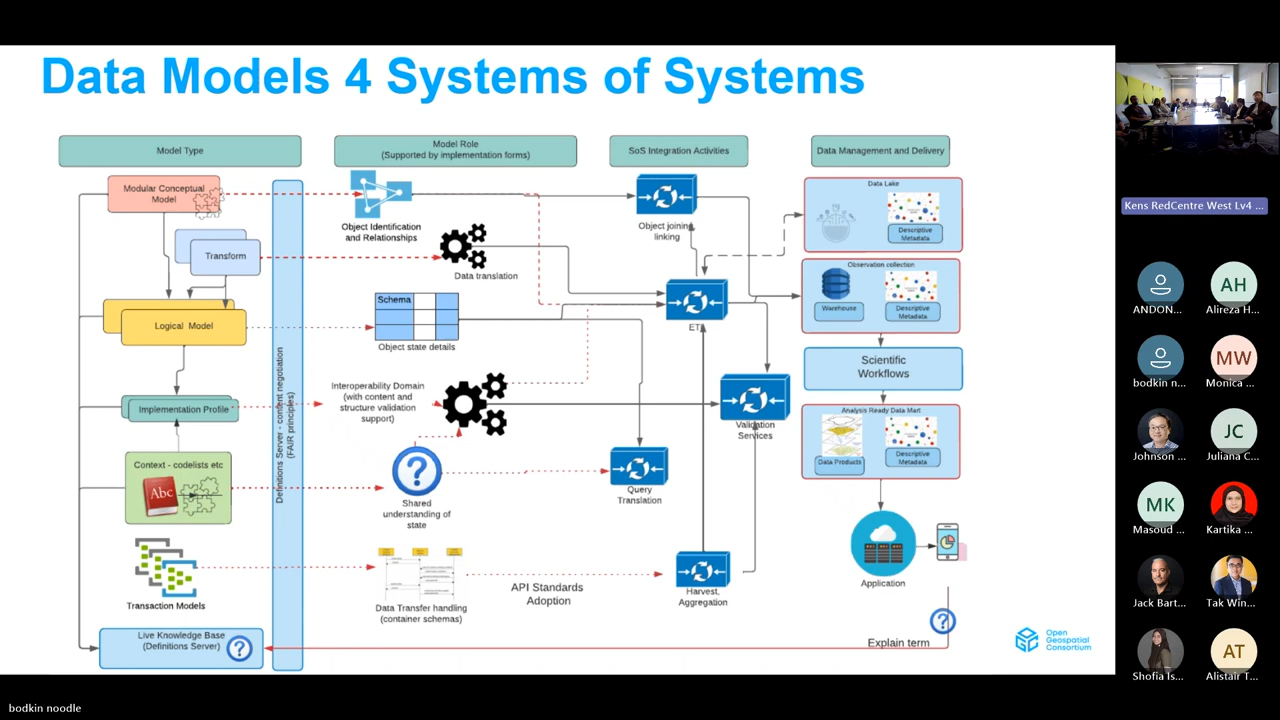 Data Models 4 Systems of Systems
Model Type
Model Role
(Supported by implementation forms)
SoS Integration Activities
Data Management and Delivery
Modular Conceptual
Model
Transform
Logical Model
Implementation Profile
Context - codelists etc
Abc
Transaction Models
Live Knowledge Base
(Definitions Server)
Definitions Server - content negotiation
(FAIR principles)
Object Identification
and Relationships
Data translation
Schema
Object state details
Interoperability Domain
(with content and
structure validation
support)
Shared
understanding of
state
Data Transfer handling
(container schemas)
API Standards
Adoption
Object joining,
linking
Query
Translation
Validation
Services
Harvest,
Aggregation
Data Lake
Descriptive
Metadata
Observation collection
Warehouse
Descriptive
Metadata
Scientific
Workflows
Analysis Ready Data Mart
Data Products
Descriptive
Metadata
Application
Explain term
Open
Geospatial
Consortium
Kens RedCentre West Lv4 ...
ANDON...
AH
Alireza H...
bodkin n...
MW
Monica ...
Johnson ...
JC
Juliana C...
MK
Masoud ...
Kartika ...
Jack Bart...
Tak Win...
Shofia Is...
AT
Alistair T...
bodkin noodle